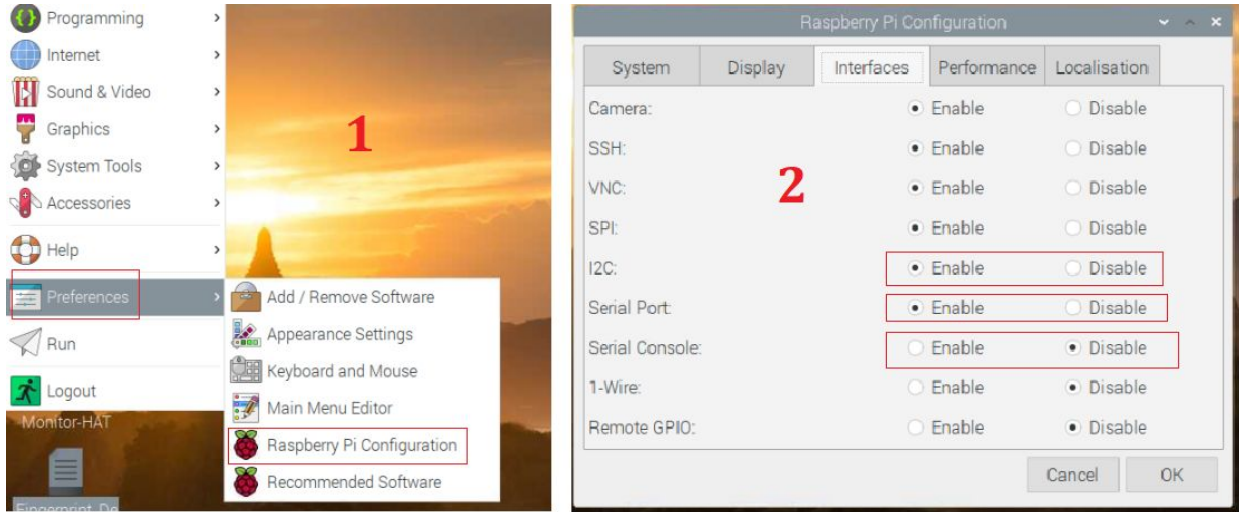 Programming
Internet
Sound & Video
Graphics
System Tools
Accessories
Help
Preferences
Run
Logout
Monitor-HAT
Fingerprint_De
1
Add / Remove Software
Appearance Settings
Keyboard and Mouse
Main Menu Editor
Raspberry Pi Configuration
Recommended Software
Raspberry Pi Configuration
System Display Interfaces Performance Localisation
Camera: Enable Disable
SSH: Enable Disable
2
VNC: Enable Disable
SPI: Enable Disable
I2C: Enable Disable
Serial Port: Enable Disable
Serial Console: Enable Disable
1-Wire: Enable Disable
Remote GPIO: Enable Disable
Cancel OK